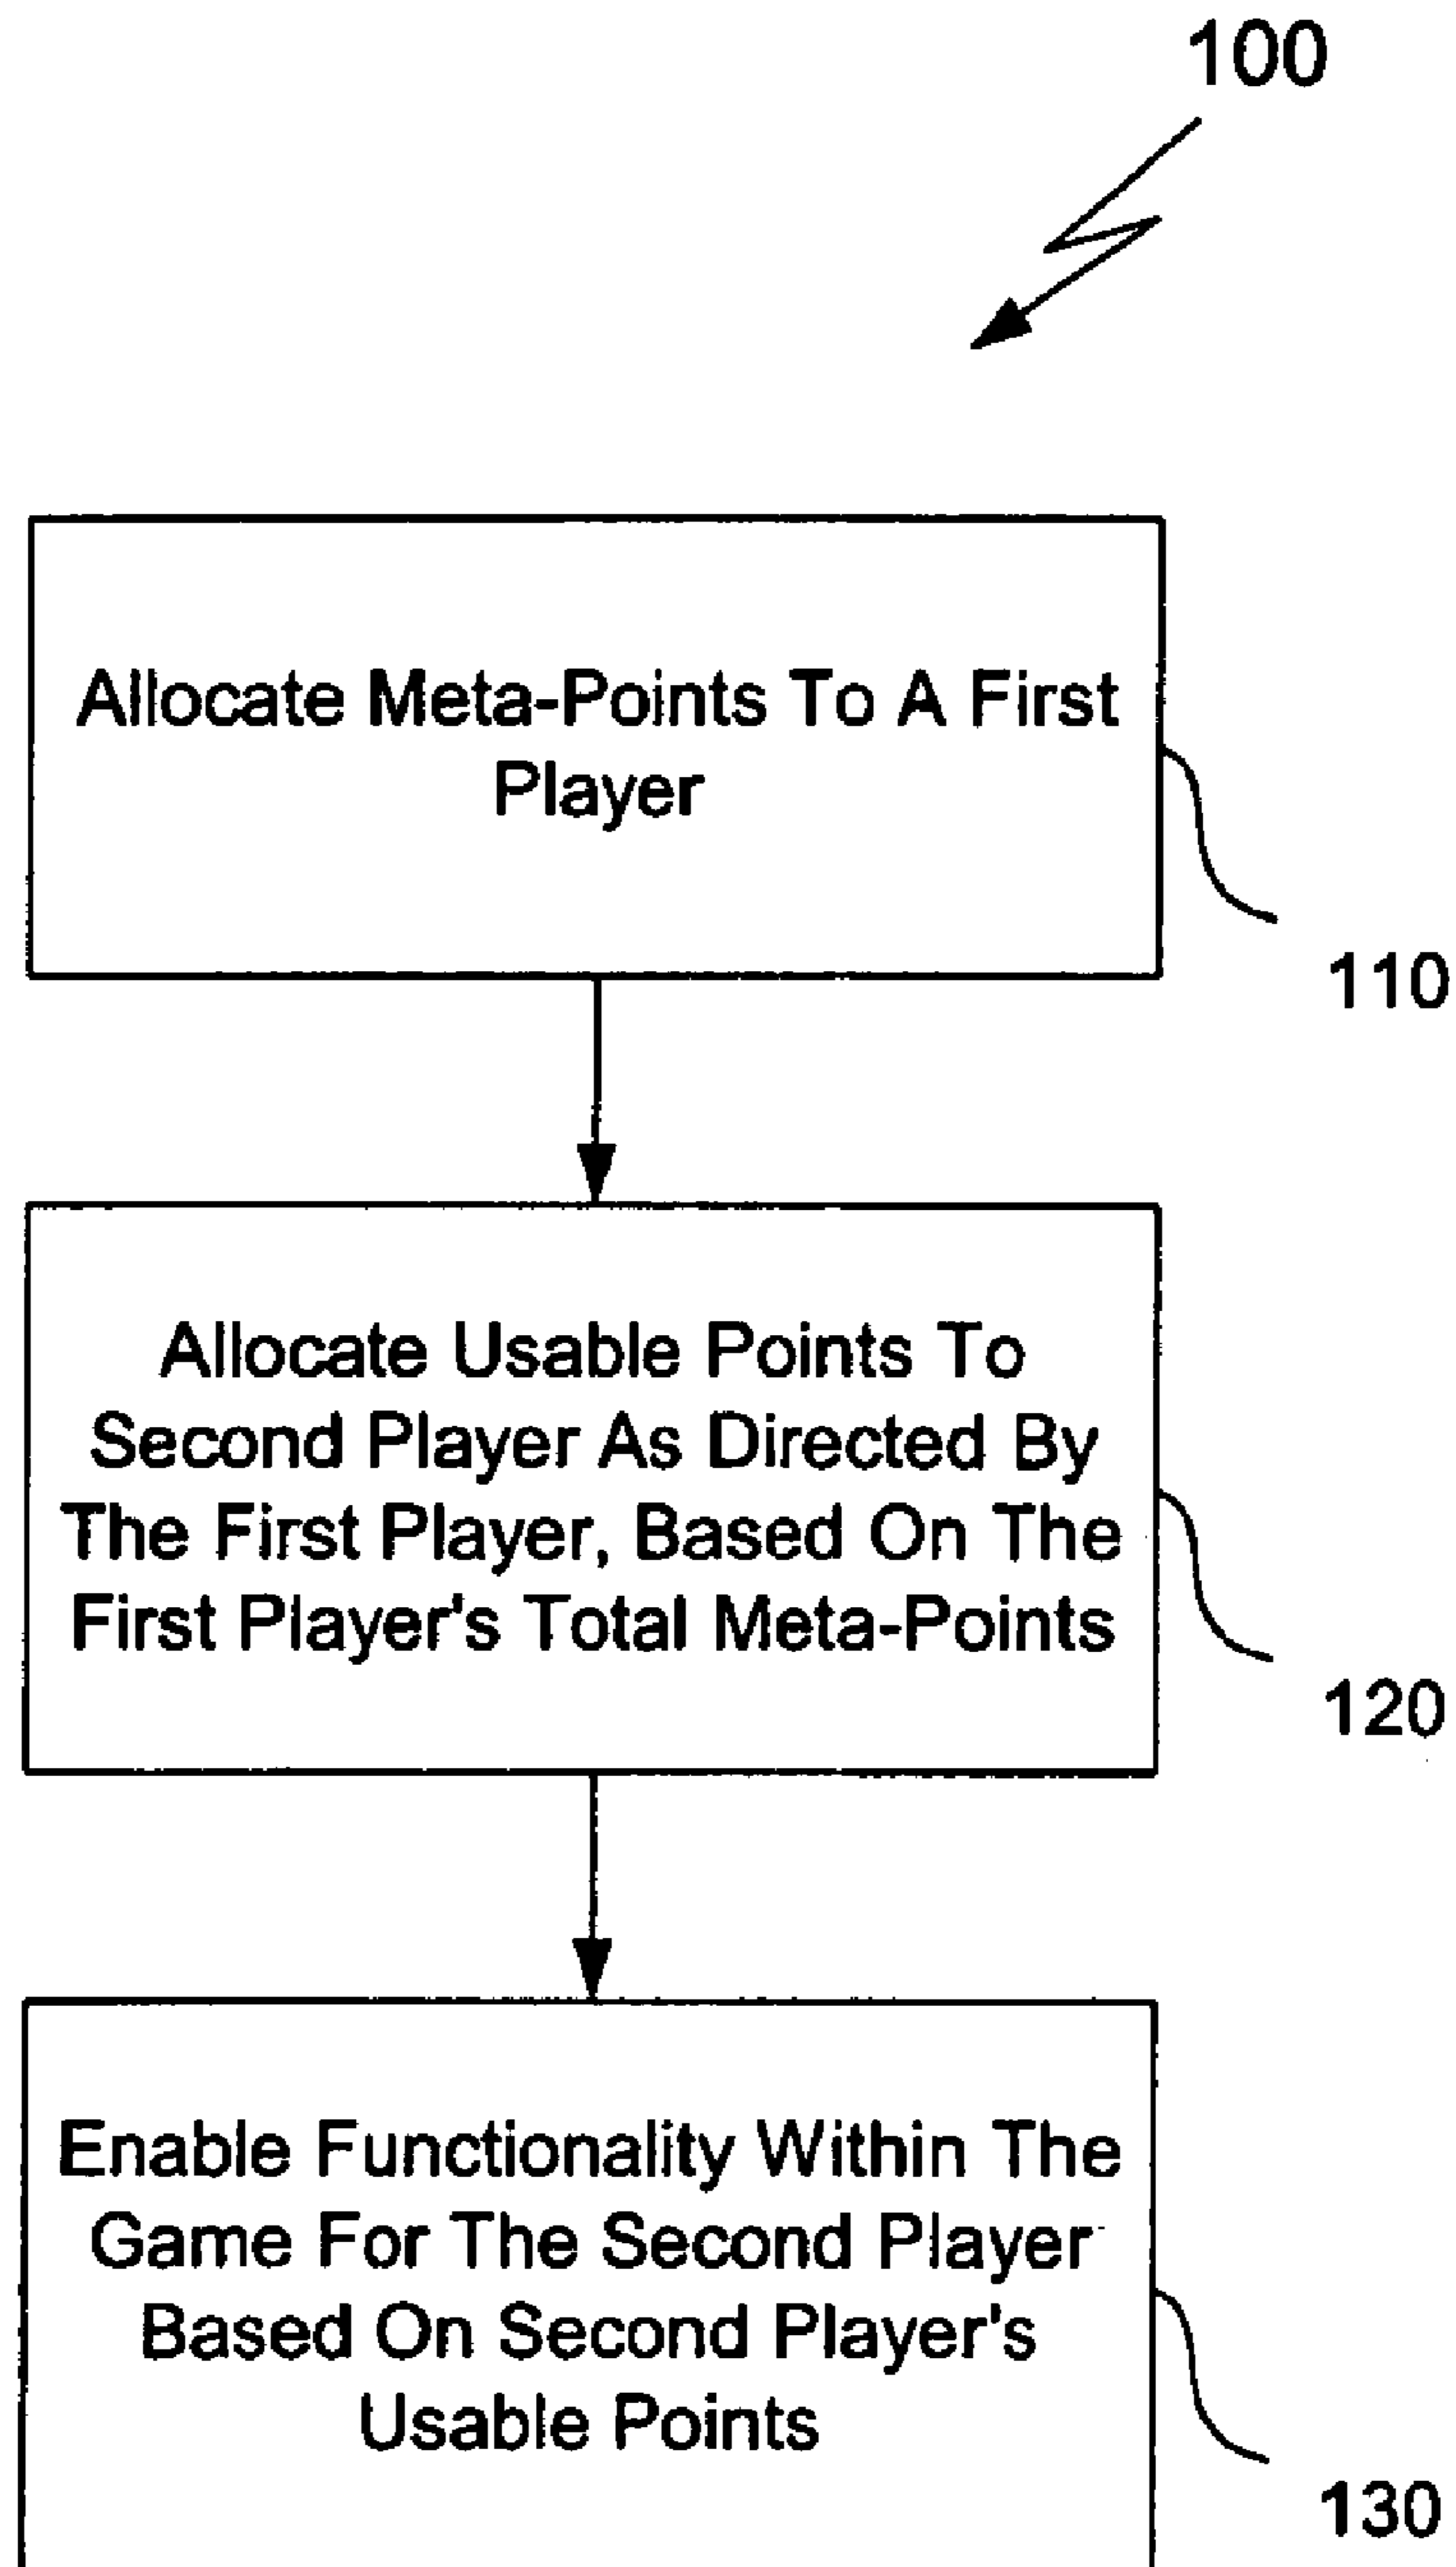 100
Allocate Meta-Points To A First
Player
110
Allocate Usable Points To
Second Player As Directed By
The First Player, Based On The
First Player's Total Meta-Points
120
Enable Functionality Within The
Game For The Second Player
Based On Second Player's
Usable Points
130